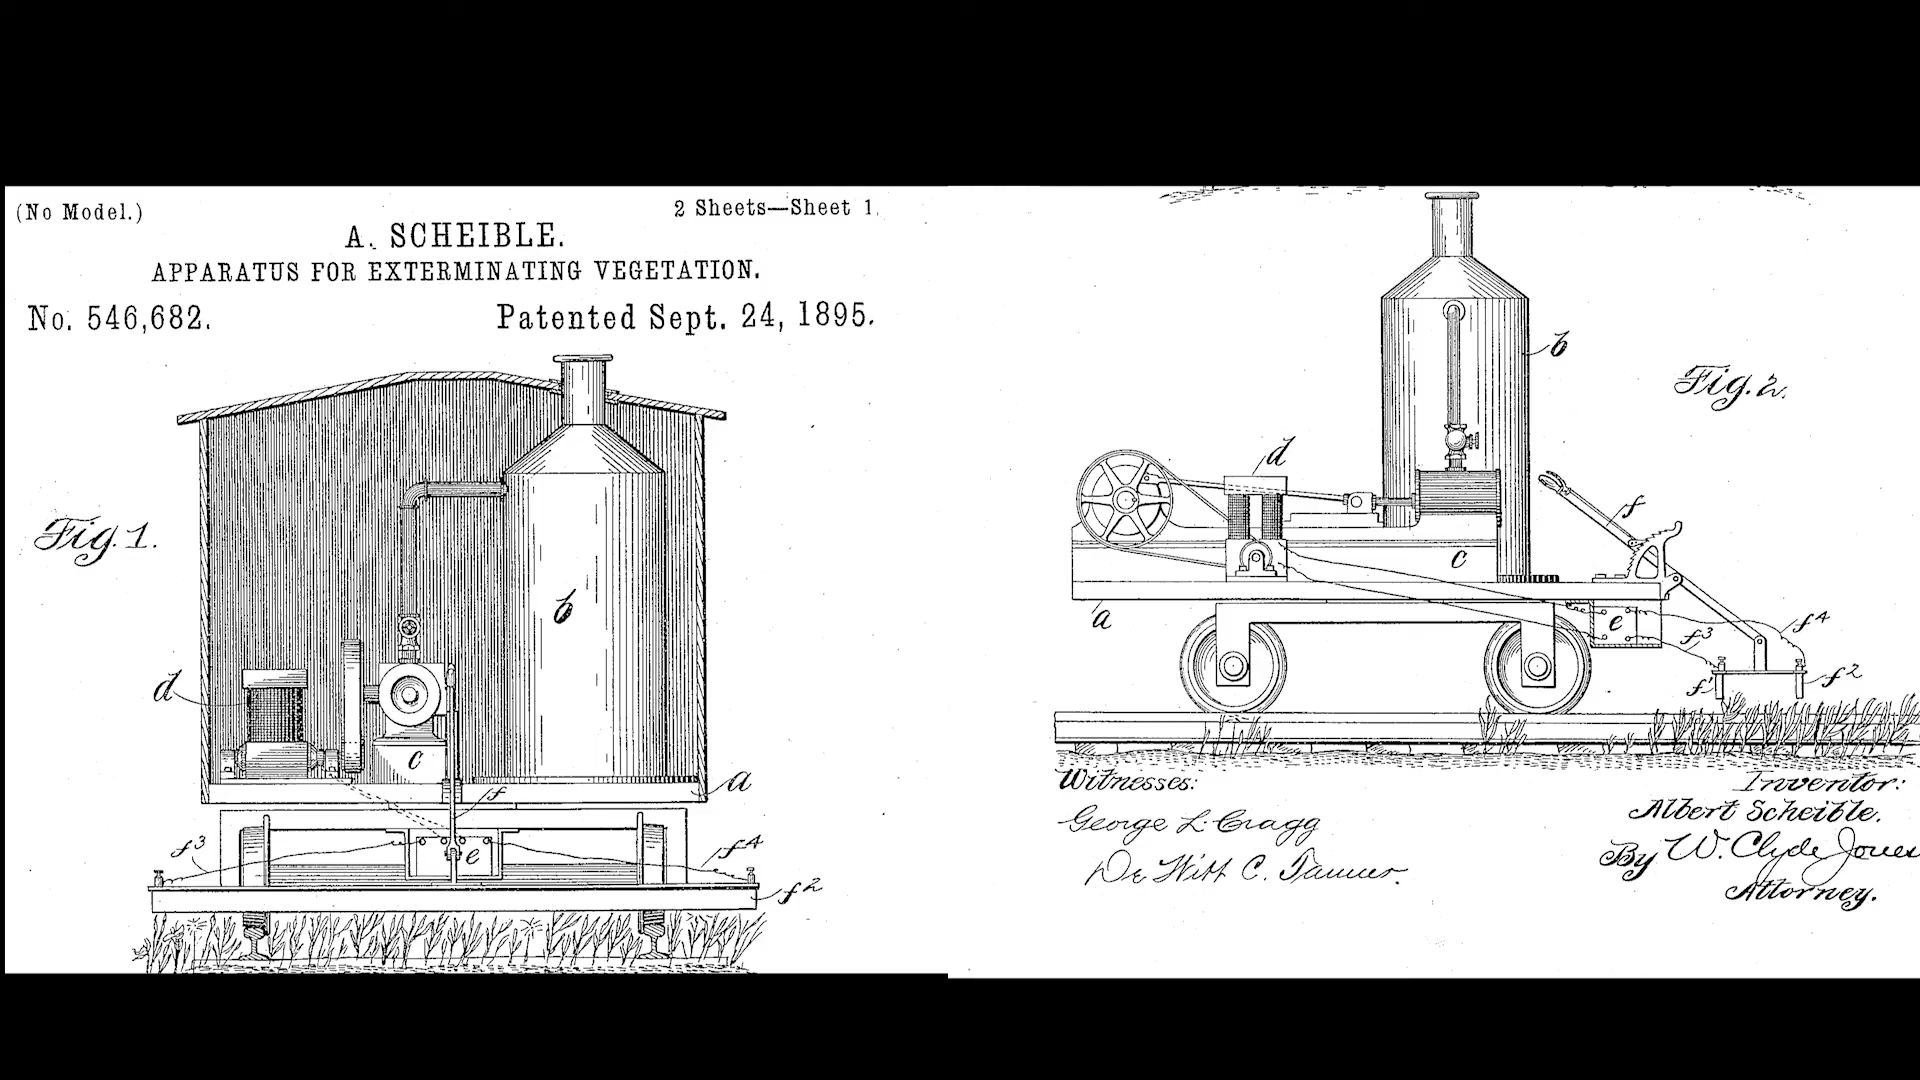 (No Model.)
2 Sheets—Sheet 1.
A. SCHEIBLE.
APPARATUS FOR EXTERMINATING VEGETATION.
No. 546,682.
Patented Sept. 24, 1895.
Fig. 1.
b
d
c
a
f
e
f³
f⁴
f²
Fig. 2.
b
d
f
c
a
e
f³
f⁴
f'
f²
Witnesses:
George L. Cragg
De Witt C. Tanner.
Inventor:
Albert Scheible.
By W. Clyde Jones
Attorney.